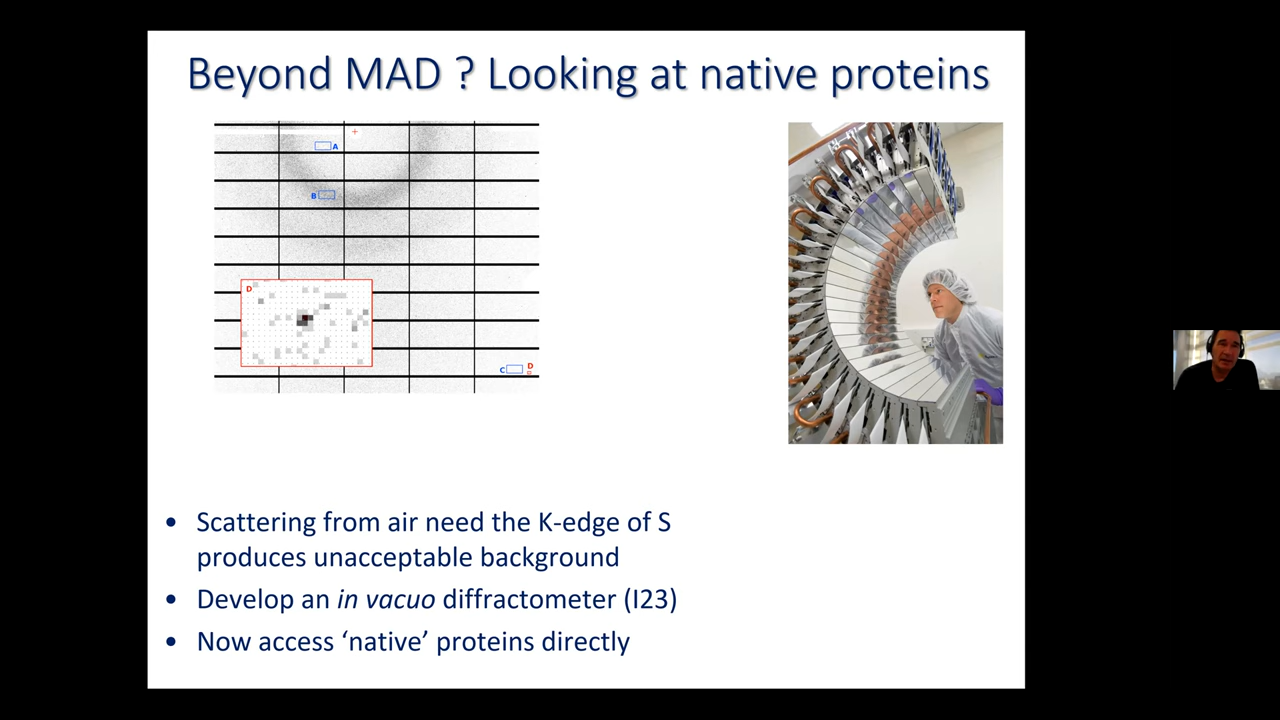 Beyond MAD ? Looking at native proteins
A
B
D
C
D
• Scattering from air need the K-edge of S
produces unacceptable background
• Develop an in vacuo diffractometer (I23)
• Now access ‘native’ proteins directly